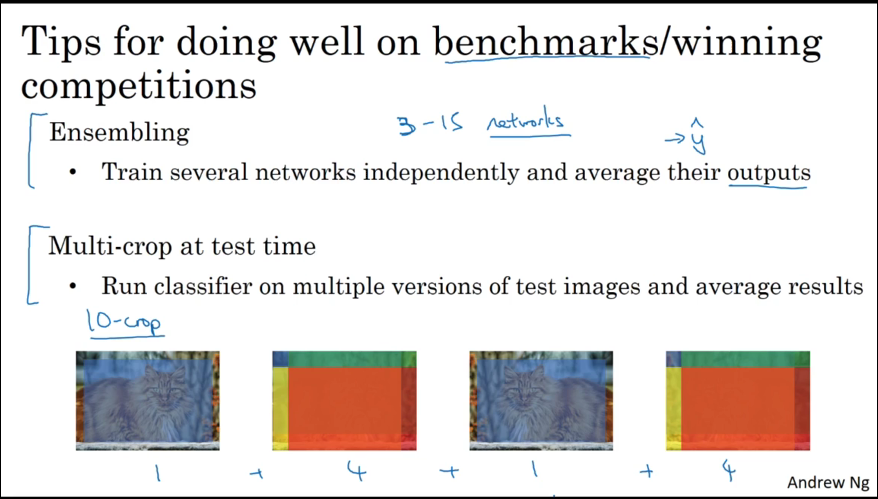 Tips for doing well on benchmarks/winning
competitions
Ensembling
3-15 networks
→ŷ
• Train several networks independently and average their outputs
Multi-crop at test time
• Run classifier on multiple versions of test images and average results
10-crop
1 + 4 + 1 + 4
Andrew Ng